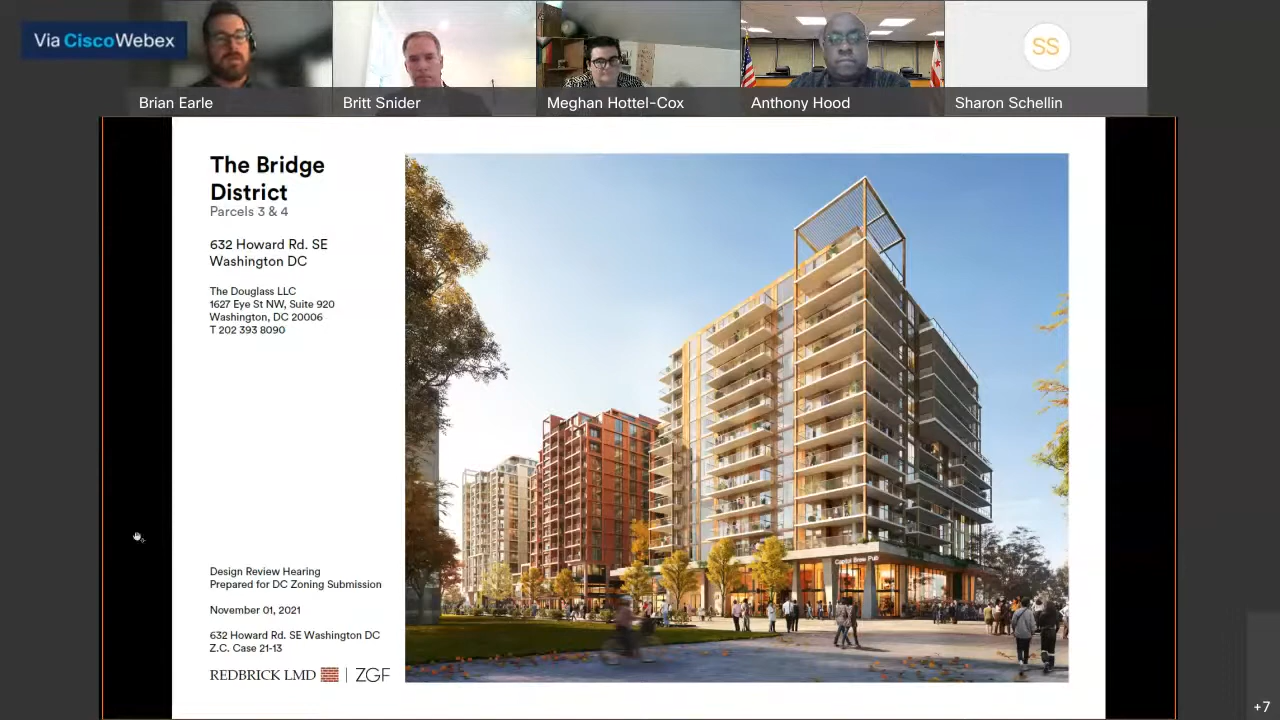 Via CiscoWebex
Brian Earle
Britt Snider
Meghan Hottel-Cox
Anthony Hood
SS
Sharon Schellin
The Bridge
District
Parcels 3 & 4
632 Howard Rd. SE
Washington DC
The Douglass LLC
1627 Eye St NW, Suite 920
Washington, DC 20006
T 202 393 8090
Capitol Brew Pub
Design Review Hearing
Prepared for DC Zoning Submission
November 01, 2021
632 Howard Rd. SE Washington DC
Z.C. Case 21-13
REDBRICK LMD | ZGF
+7